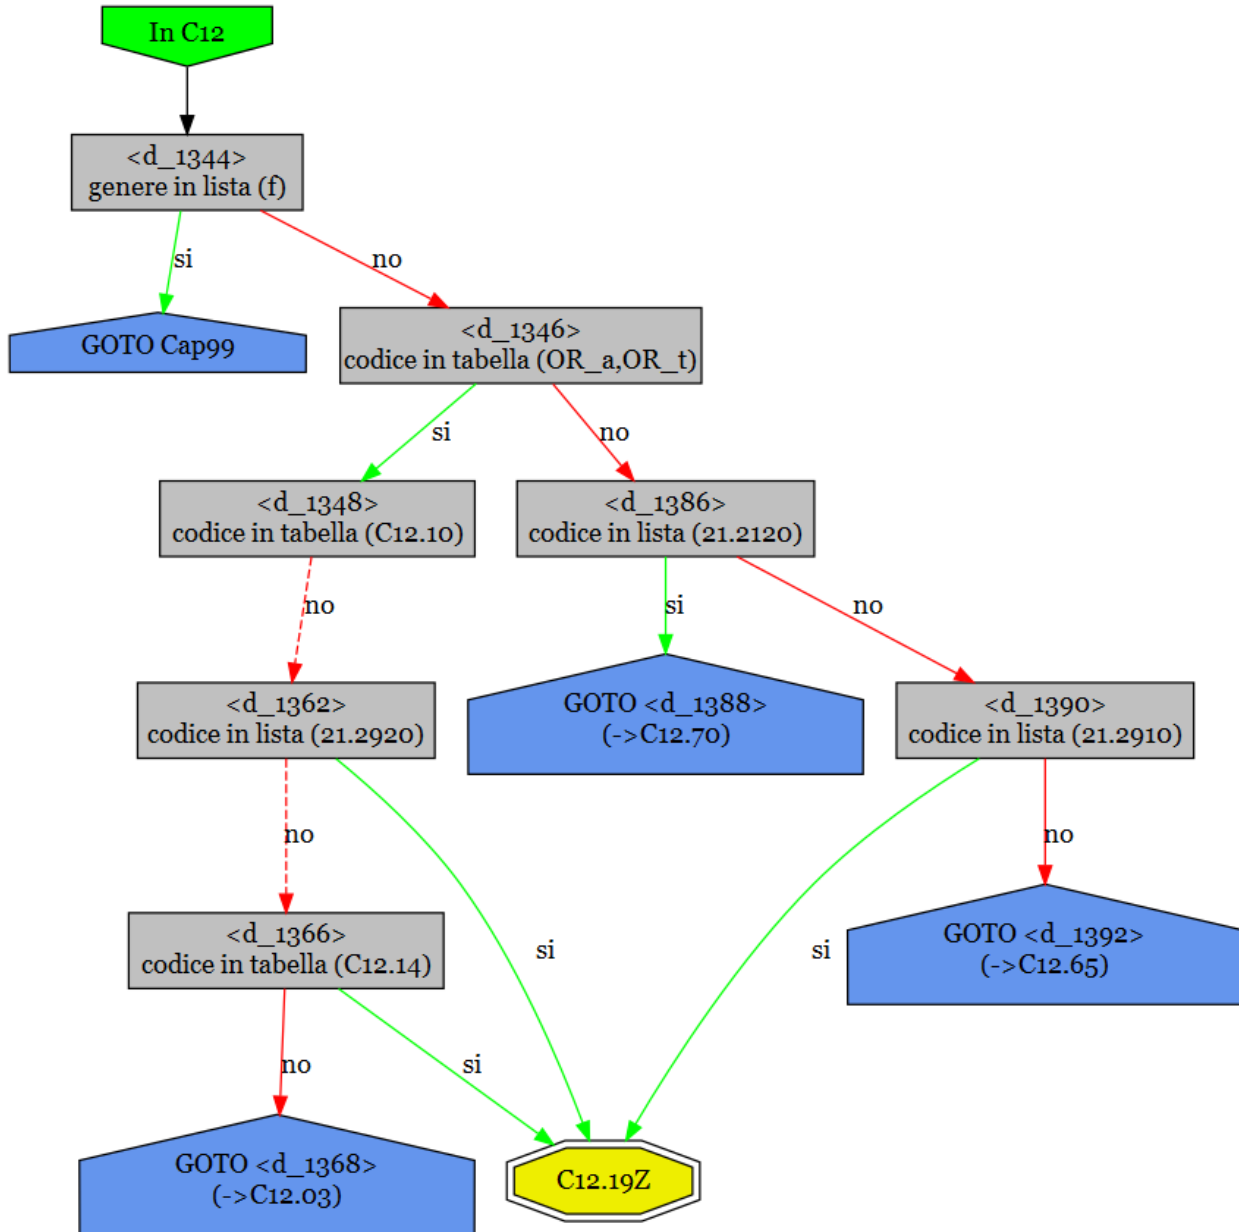 In C12
<d_1344>
genere in lista (f)
si
no
GOTO Cap99
<d_1346>
codice in tabella (OR_a,OR_t)
si
no
<d_1348>
codice in tabella (C12.10)
<d_1386>
codice in lista (21.2120)
no
si
no
<d_1362>
codice in lista (21.2920)
GOTO <d_1388>
(->C12.70)
<d_1390>
codice in lista (21.2910)
no
si
si
no
<d_1366>
codice in tabella (C12.14)
GOTO <d_1392>
(->C12.65)
no
si
GOTO <d_1368>
(->C12.03)
C12.19Z